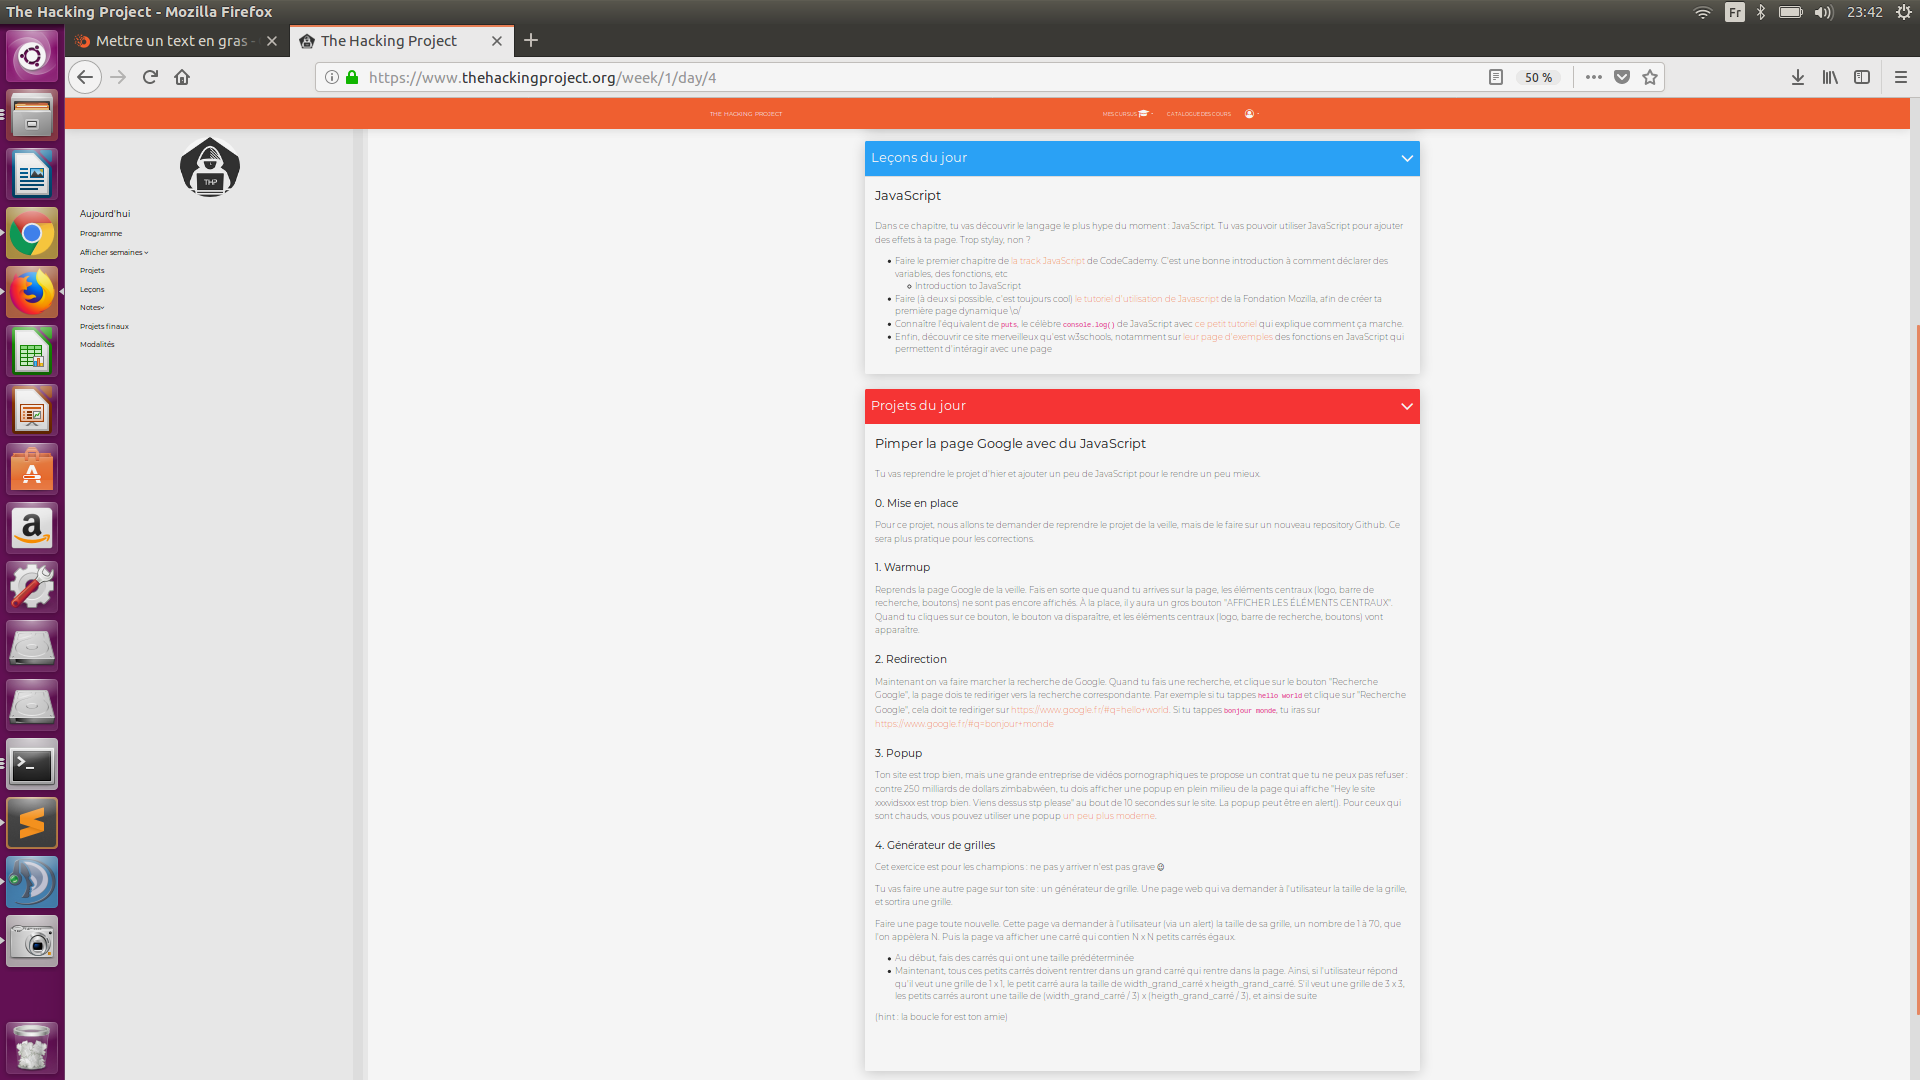 The Hacking Project - Mozilla Firefox
Fr
23:42
Mettre un text en gras -
The Hacking Project
https://www.thehackingproject.org/week/1/day/4
50 %
THE HACKING PROJECT
MES CURSUS
CATALOGUE DES COURS
THP
Aujourd'hui
Programme
Afficher semaines
Projets
Leçons
Notes
Projets finaux
Modalités
Leçons du jour
JavaScript
Dans ce chapitre, tu vas découvrir le langage le plus hype du moment : JavaScript. Tu vas pouvoir utiliser JavaScript pour ajouter
des effets à ta page. Trop stylay, non ?
Faire le premier chapitre de la track JavaScript de CodeCademy. C'est une bonne introduction à comment déclarer des
variables, des fonctions, etc
Introduction to JavaScript
Faire (à deux si possible, c'est toujours cool) le tutoriel d'utilisation de Javascript de la Fondation Mozilla, afin de créer ta
première page dynamique \o/
Connaître l'équivalent de puts, le célèbre console.log() de JavaScript avec ce petit tutoriel qui explique comment ça marche.
Enfin, découvrir ce site merveilleux qu'est w3schools, notamment sur leur page d'exemples des fonctions en JavaScript qui
permettent d'intéragir avec une page
Projets du jour
Pimper la page Google avec du JavaScript
Tu vas reprendre le projet d'hier et ajouter un peu de JavaScript pour le rendre un peu mieux.
0. Mise en place
Pour ce projet, nous allons te demander de reprendre le projet de la veille, mais de le faire sur un nouveau repository Github. Ce
sera plus pratique pour les corrections.
1. Warmup
Reprends la page Google de la veille. Fais en sorte que quand tu arrives sur la page, les éléments centraux (logo, barre de
recherche, boutons) ne sont pas encore affichés. À la place, il y aura un gros bouton "AFFICHER LES ÉLÉMENTS CENTRAUX".
Quand tu cliques sur ce bouton, le bouton va disparaître, et les éléments centraux (logo, barre de recherche, boutons) vont
apparaître.
2. Redirection
Maintenant on va faire marcher la recherche de Google. Quand tu fais une recherche, et clique sur le bouton "Recherche
Google", la page dois te rediriger vers la recherche correspondante. Par exemple si tu tappes hello world et clique sur "Recherche
Google", cela doit te rediriger sur https://www.google.fr/#q=hello+world. Si tu tappes bonjour monde, tu iras sur
https://www.google.fr/#q=bonjour+monde
3. Popup
Ton site est trop bien, mais une grande entreprise de vidéos pornographiques te propose un contrat que tu ne peux pas refuser :
contre 250 milliards de dollars zimbabwéen, tu dois afficher une popup en plein milieu de la page qui affiche "Hey le site
xxxvidsxxx est trop bien. Viens dessus stp please" au bout de 10 secondes sur le site. La popup peut être en alert(). Pour ceux qui
sont chauds, vous pouvez utiliser une popup un peu plus moderne.
4. Générateur de grilles
Cet exercice est pour les champions : ne pas y arriver n'est pas grave
Tu vas faire une autre page sur ton site : un générateur de grille. Une page web qui va demander à l'utilisateur la taille de la grille,
et sortira une grille.
Faire une page toute nouvelle. Cette page va demander à l'utilisateur (via un alert) la taille de sa grille, un nombre de 1 à 70, que
l'on appèlera N. Puis la page va afficher une carré qui contien N x N petits carrés égaux.
Au début, fais des carrés qui ont une taille prédéterminée
Maintenant, tous ces petits carrés doivent rentrer dans un grand carré qui rentre dans la page. Ainsi, si l'utilisateur répond
qu'il veut une grille de 1 x 1, le petit carré aura la taille de width_grand_carré x heigth_grand_carré. S'il veut une grille de 3 x 3,
les petits carrés auront une taille de (width_grand_carré / 3) x (heigth_grand_carré / 3), et ainsi de suite
(hint : la boucle for est ton amie)